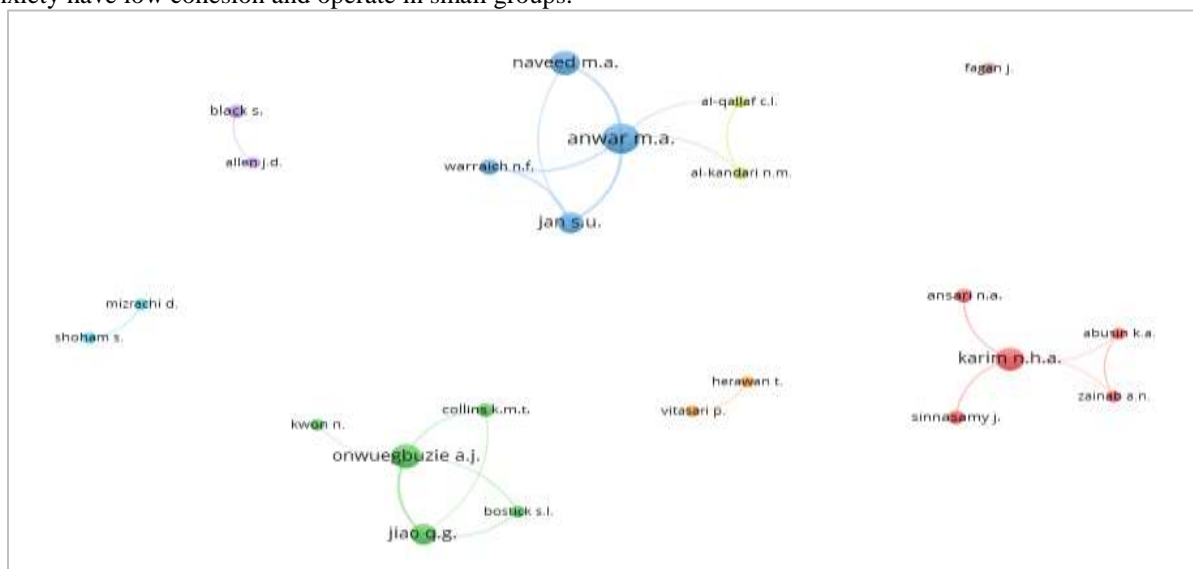 nxiety have low cohesion and operate in small groups.
naveed m.a.
fagan j.
al-qallaf c.l.
black s.
anwar m.a.
allen j.d.
warraich n.f.
al-kandari n.m.
jan s.u.
ansari n.a.
mizrachi d.
shoham s.
abusin k.a.
karim n.h.a.
herawan t.
zainab a.n.
collins k.m.t.
vitasari p.
sinnasamy j.
kwon n.
onwuegbuzie a.j.
bostick s.l.
jiao q.g.